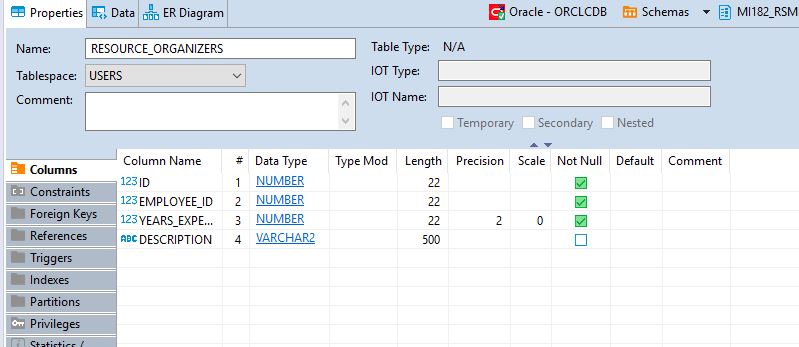 Properties Data ER Diagram Oracle - ORCLCDB Schemas MI182_RSM
Name: RESOURCE_ORGANIZERS Table Type: N/A
Tablespace: USERS IOT Type:
Comment: IOT Name:
Temporary Secondary Nested
Columns
Constraints
Foreign Keys
References
Triggers
Indexes
Partitions
Privileges
Statistics (
Column Name # Data Type Type Mod Length Precision Scale Not Null Default Comment
123 ID 1 NUMBER 22
123 EMPLOYEE_ID 2 NUMBER 22
123 YEARS_EXPE... 3 NUMBER 22 2 0
ABC DESCRIPTION 4 VARCHAR2 500